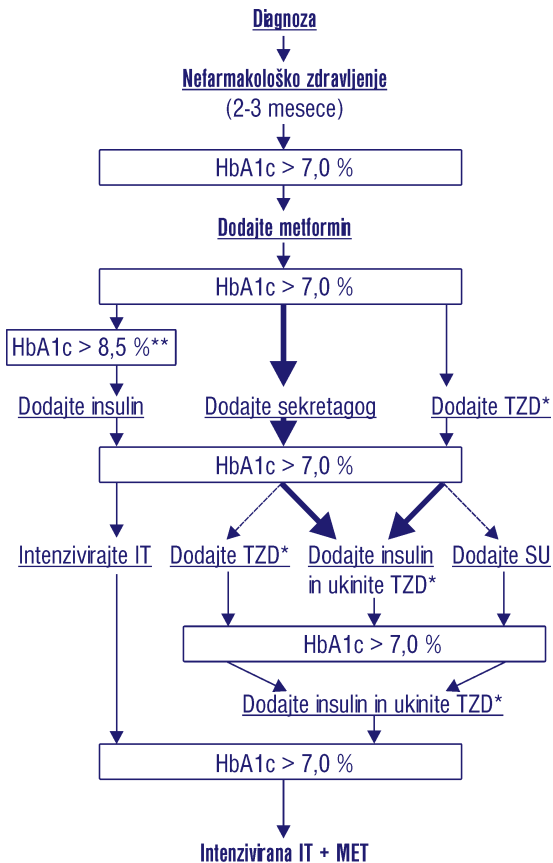 Diagnoza
Nefarmakološko zdravljenje
(2-3 mesece)
HbA1c > 7,0 %
Dodajte metformin
HbA1c > 7,0 %
HbA1c > 8,5 %**
Dodajte insulin
Dodajte sekretagog
Dodajte TZD*
HbA1c > 7,0 %
Intenzivirajte IT
Dodajte TZD*
Dodajte insulin
in ukinite TZD*
Dodajte SU
HbA1c > 7,0 %
Dodajte insulin in ukinite TZD*
HbA1c > 7,0 %
Intenzivirana IT + MET